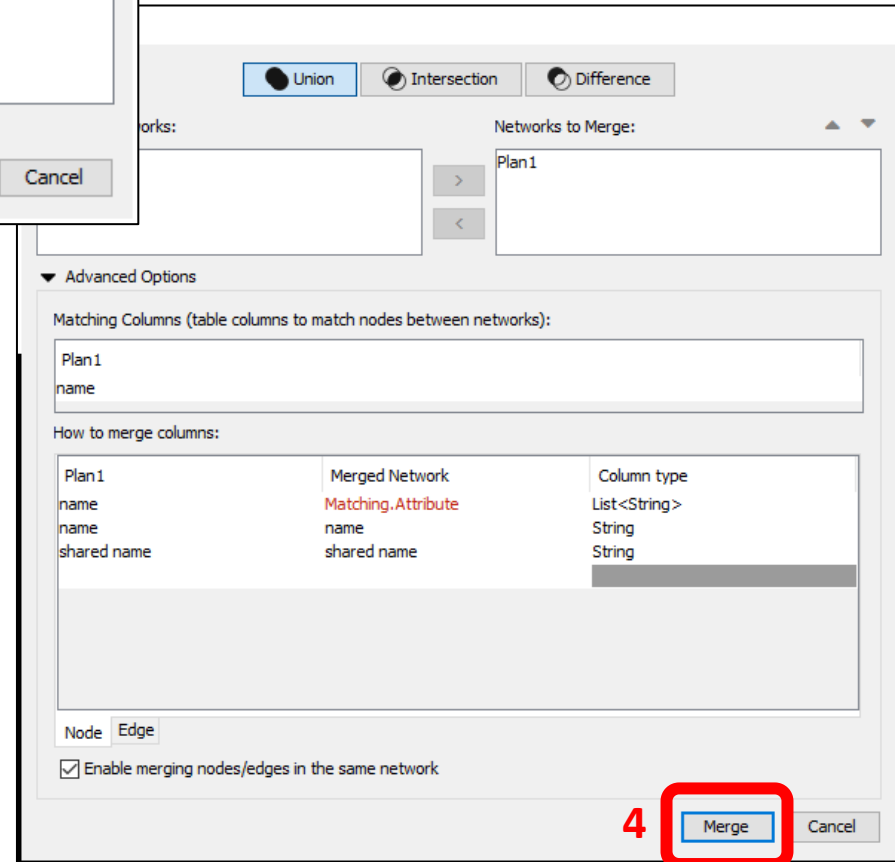 Cancel
Union Intersection Difference
orks: Networks to Merge:
Plan1
>
<
Advanced Options
Matching Columns (table columns to match nodes between networks):
Plan1
name
How to merge columns:
Plan1 Merged Network Column type
name Matching.Attribute List<String>
name name String
shared name shared name String
Node Edge
Enable merging nodes/edges in the same network
4 Merge Cancel